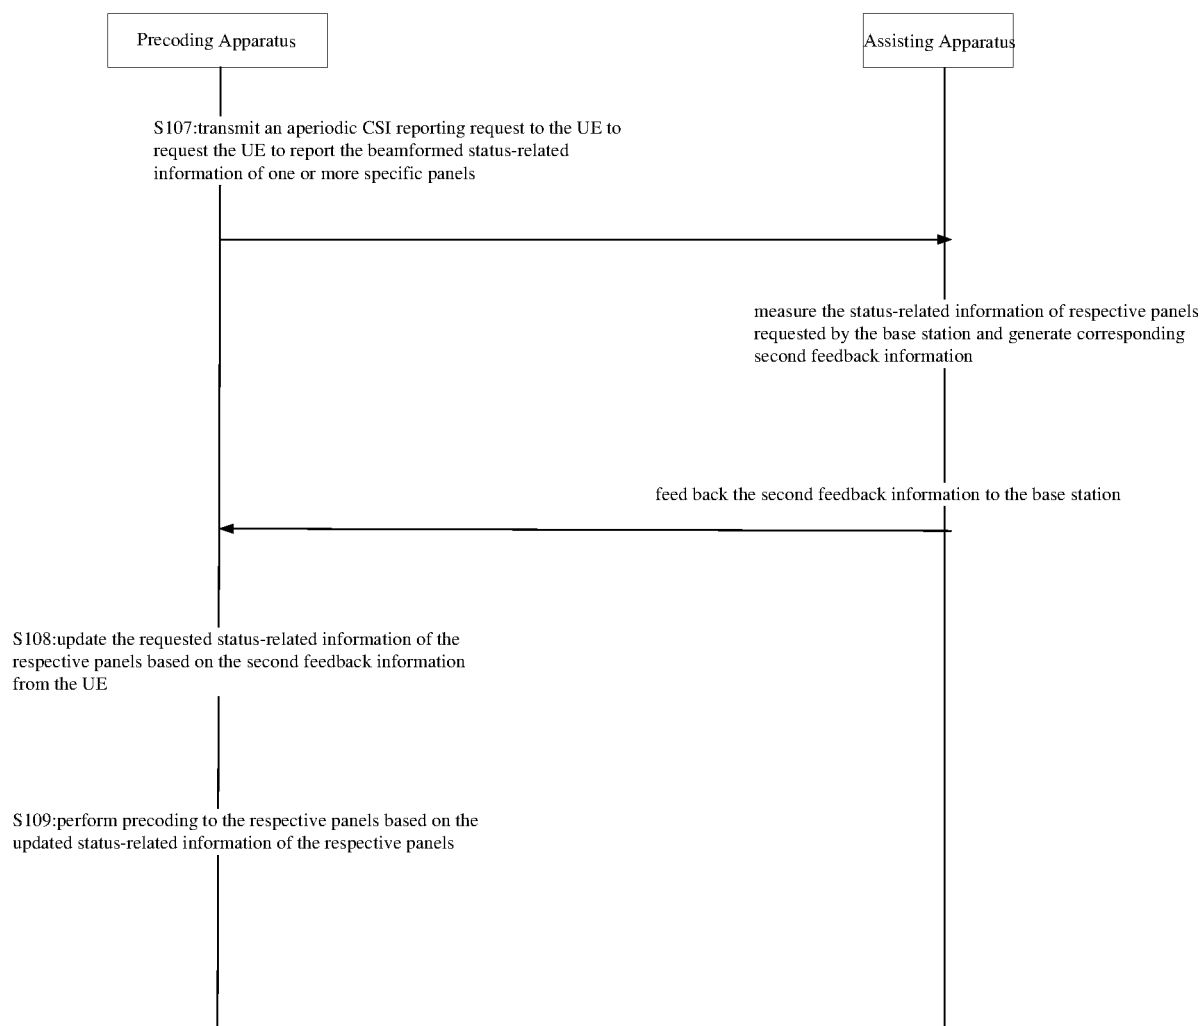 Precoding Apparatus
Assisting Apparatus
S107:transmit an aperiodic CSI reporting request to the UE to
request the UE to report the beamformed status-related
information of one or more specific panels
measure the status-related information of respective panels
requested by the base station and generate corresponding
second feedback information
feed back the second feedback information to the base station
S108:update the requested status-related information of the
respective panels based on the second feedback information
from the UE
S109:perform precoding to the respective panels based on the
updated status-related information of the respective panels